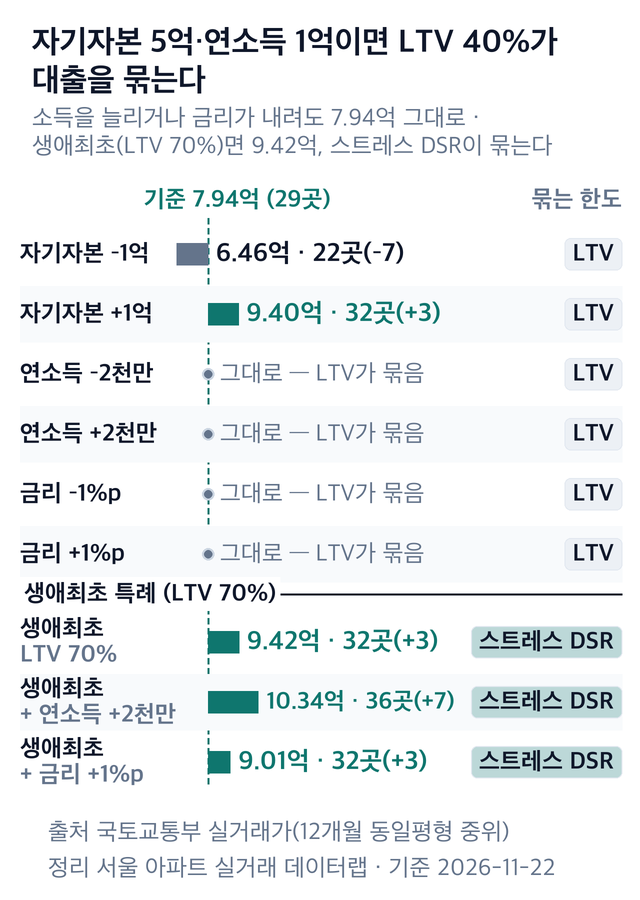 자기자본 5억·연소득 1억이면 LTV 40%가
대출을 묶는다
소득을 늘리거나 금리가 내려도 7.94억 그대로 ·
생애최초(LTV 70%)면 9.42억, 스트레스 DSR이 묶는다
기준 7.94억 (29곳) 묶는 한도
자기자본 -1억 6.46억 · 22곳(-7) LTV
자기자본 +1억 9.40억 · 32곳(+3) LTV
연소득 -2천만 그대로 — LTV가 묶음 LTV
연소득 +2천만 그대로 — LTV가 묶음 LTV
금리 -1%p 그대로 — LTV가 묶음 LTV
금리 +1%p 그대로 — LTV가 묶음 LTV
생애최초 특례 (LTV 70%)
생애최초
LTV 70% 9.42억 · 32곳(+3) 스트레스 DSR
생애최초
+ 연소득 +2천만 10.34억 · 36곳(+7) 스트레스 DSR
생애최초
+ 금리 +1%p 9.01억 · 32곳(+3) 스트레스 DSR
출처 국토교통부 실거래가(12개월 동일평형 중위)
정리 서울 아파트 실거래 데이터랩 · 기준 2026-11-22